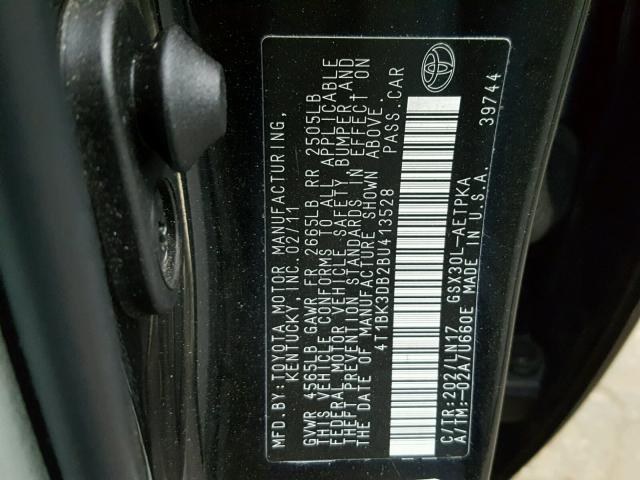 MFD.BY:TOYOTA MOTOR MANUFACTURING,
KENTUCKY, INC. 02/11
GVWR 4565LB GAWR FR 2665LB RR 2505LB
THIS VEHICLE CONFORMS TO ALL APPLICABLE
FEDERAL MOTOR VEHICLE SAFETY BUMPER, AND
THEFT PREVENTION STANDARDS IN EFFECT ON
THE DATE OF MANUFACTURE SHOWN ABOVE.
4T1BK3DB2BU413528 PASS.CAR
C/TR:202/LN17 GSX30L-AETPKA
A/TM:-02A/U660E MADE IN U.S.A.
39744